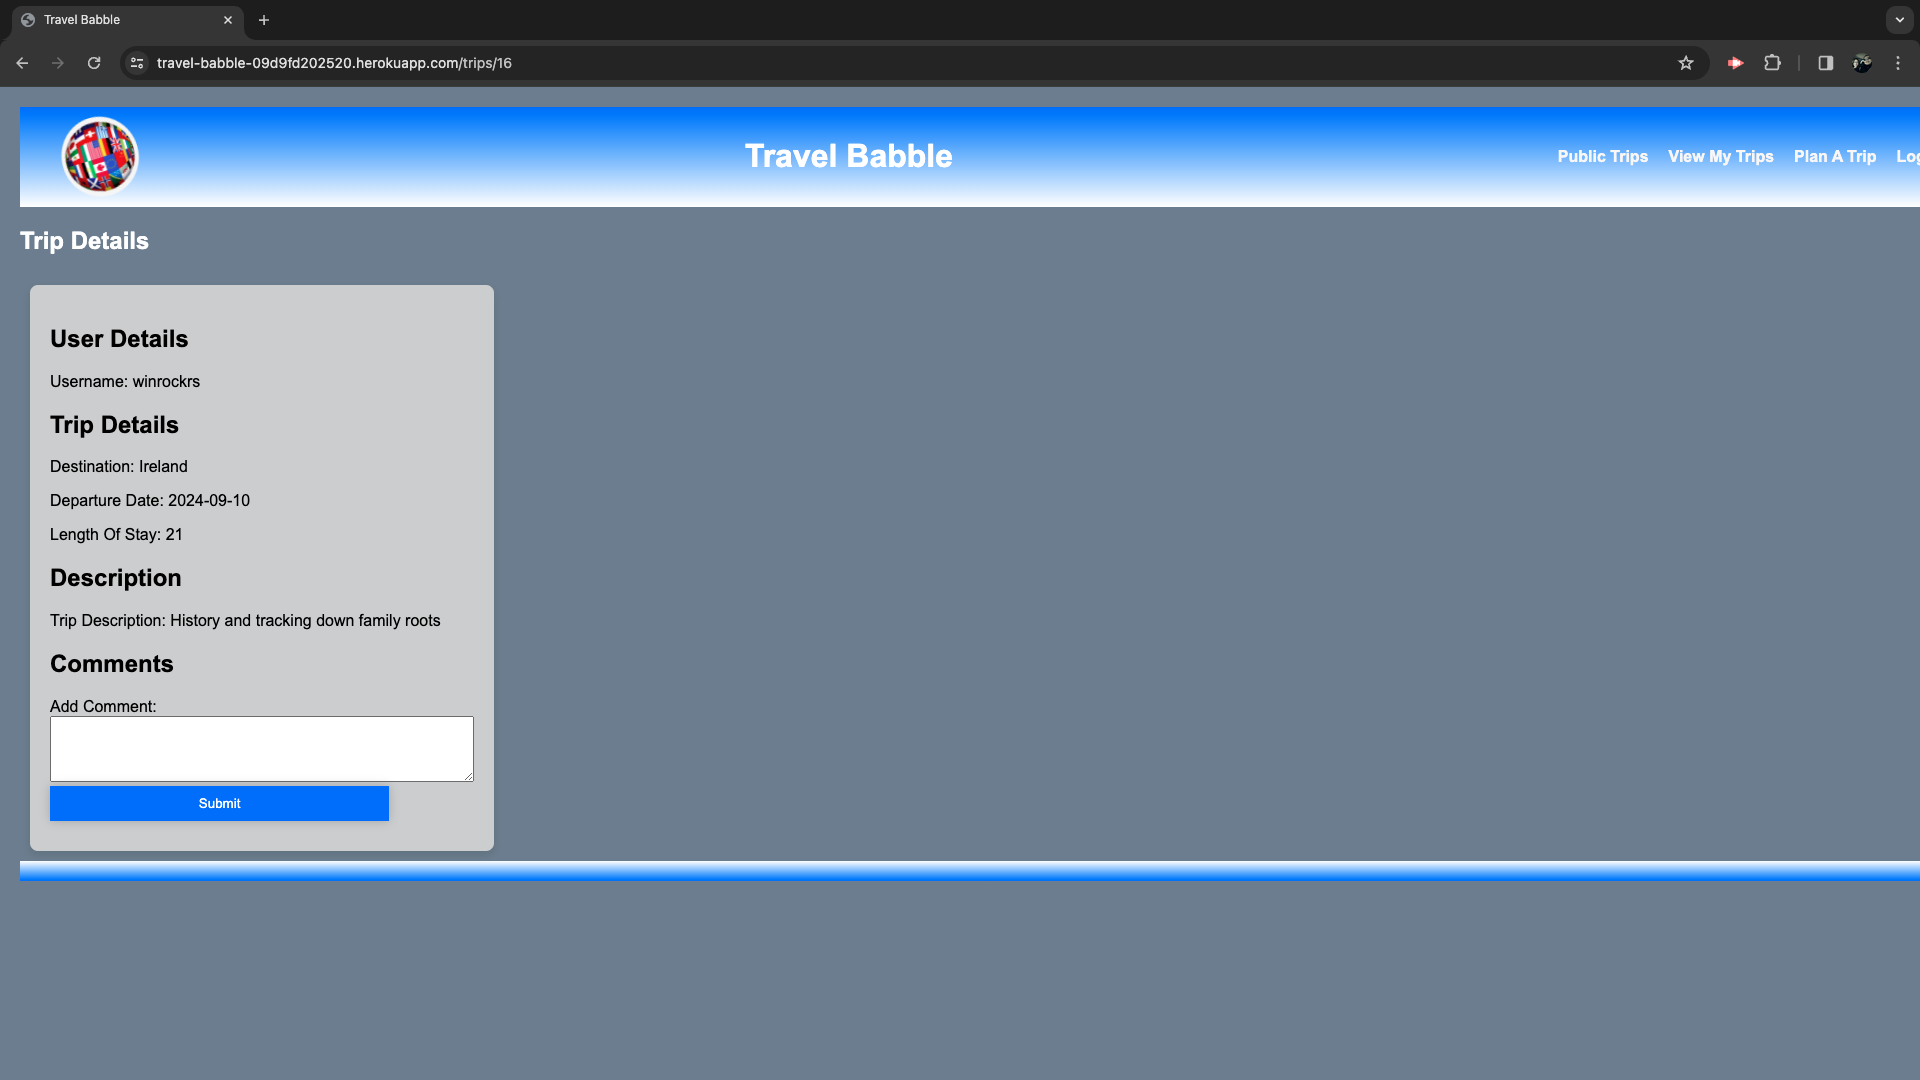 Travel Babble
travel-babble-09d9fd202520.herokuapp.com/trips/16
Travel Babble
Public Trips View My Trips Plan A Trip
Trip Details
User Details
Username: winrockrs
Trip Details
Destination: Ireland
Departure Date: 2024-09-10
Length Of Stay: 21
Description
Trip Description: History and tracking down family roots
Comments
Add Comment:
Submit